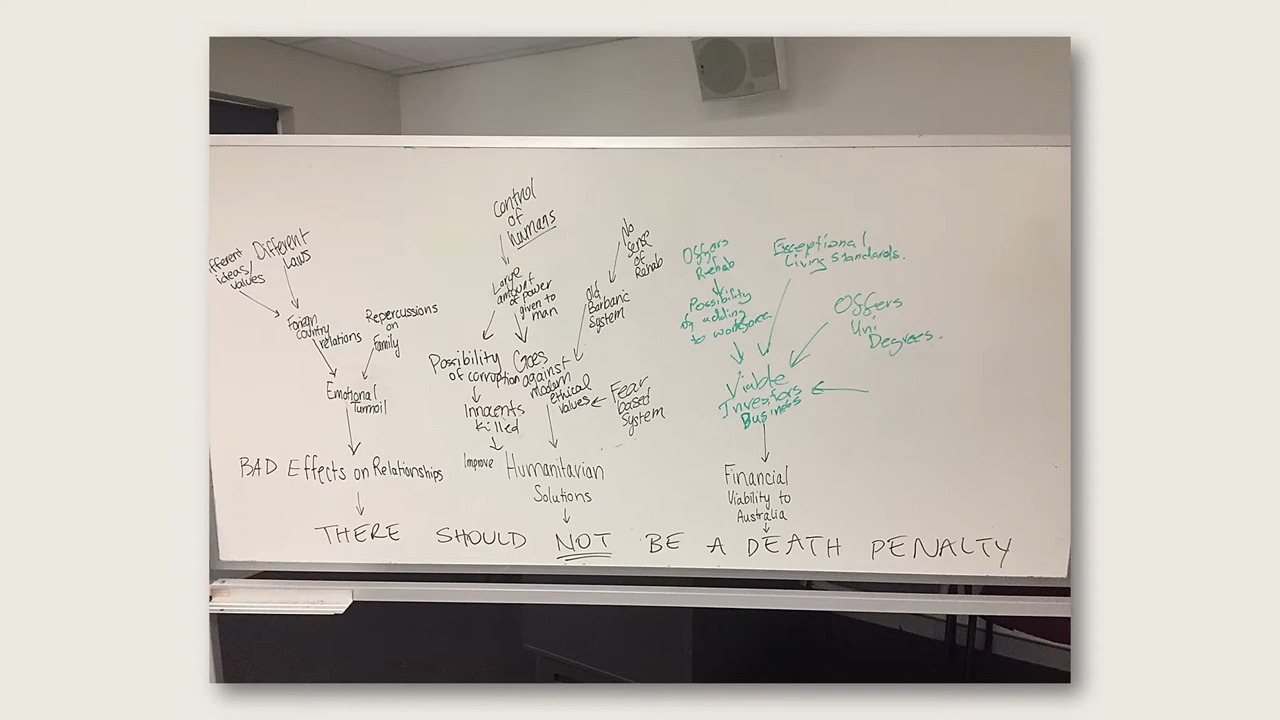 fferent
ideas/
values
Different
Laws
Foriegn
country
relations
Repercussions
on
Family
Emotional
Turmoil
BAD Effects on Relationships
Control
of
humans
Large
amount
of power
given to
man
Possibility
of corruption
Innocents
Killed
Improve
Goes
against
modern
ethical
values
No
sense
of
Rehab
Old
Barbaric
System
Fear
based
System
Humanitarian
Solutions
Offers
of
Rehab
Possibility
of adding
to workforce
Exceptional
Living standards.
Offers
Uni
Degrees.
Viable
Investors
Business
Financial
Viability to
Australia
THERE SHOULD NOT BE A DEATH PENALTY